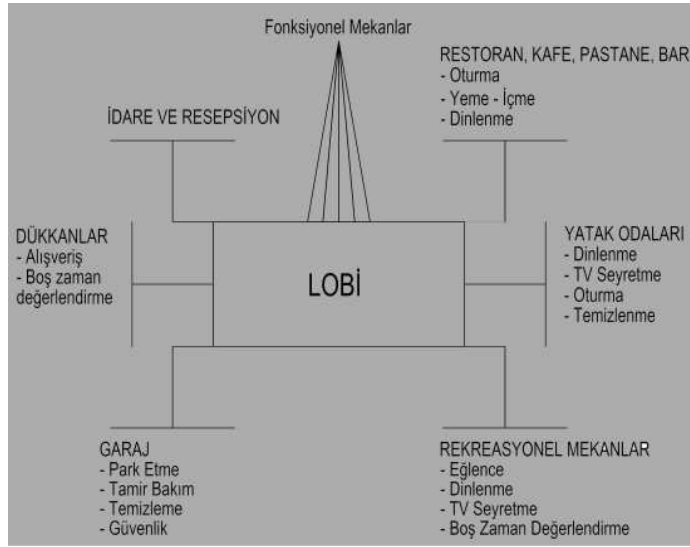 Fonksiyonel Mekanlar
RESTORAN, KAFE, PASTANE, BAR
- Oturma
- Yeme - İçme
- Dinlenme
İDARE VE RESEPSİYON
DÜKKANLAR
- Alışveriş
- Boş zaman
değerlendirme
LOBİ
YATAK ODALARI
- Dinlenme
- TV Seyretme
- Oturma
- Temizlenme
GARAJ
- Park Etme
- Tamir Bakım
- Temizleme
- Güvenlik
REKREASYONEL MEKANLAR
- Eğlence
- Dinlenme
- TV Seyretme
- Boş Zaman Değerlendirme